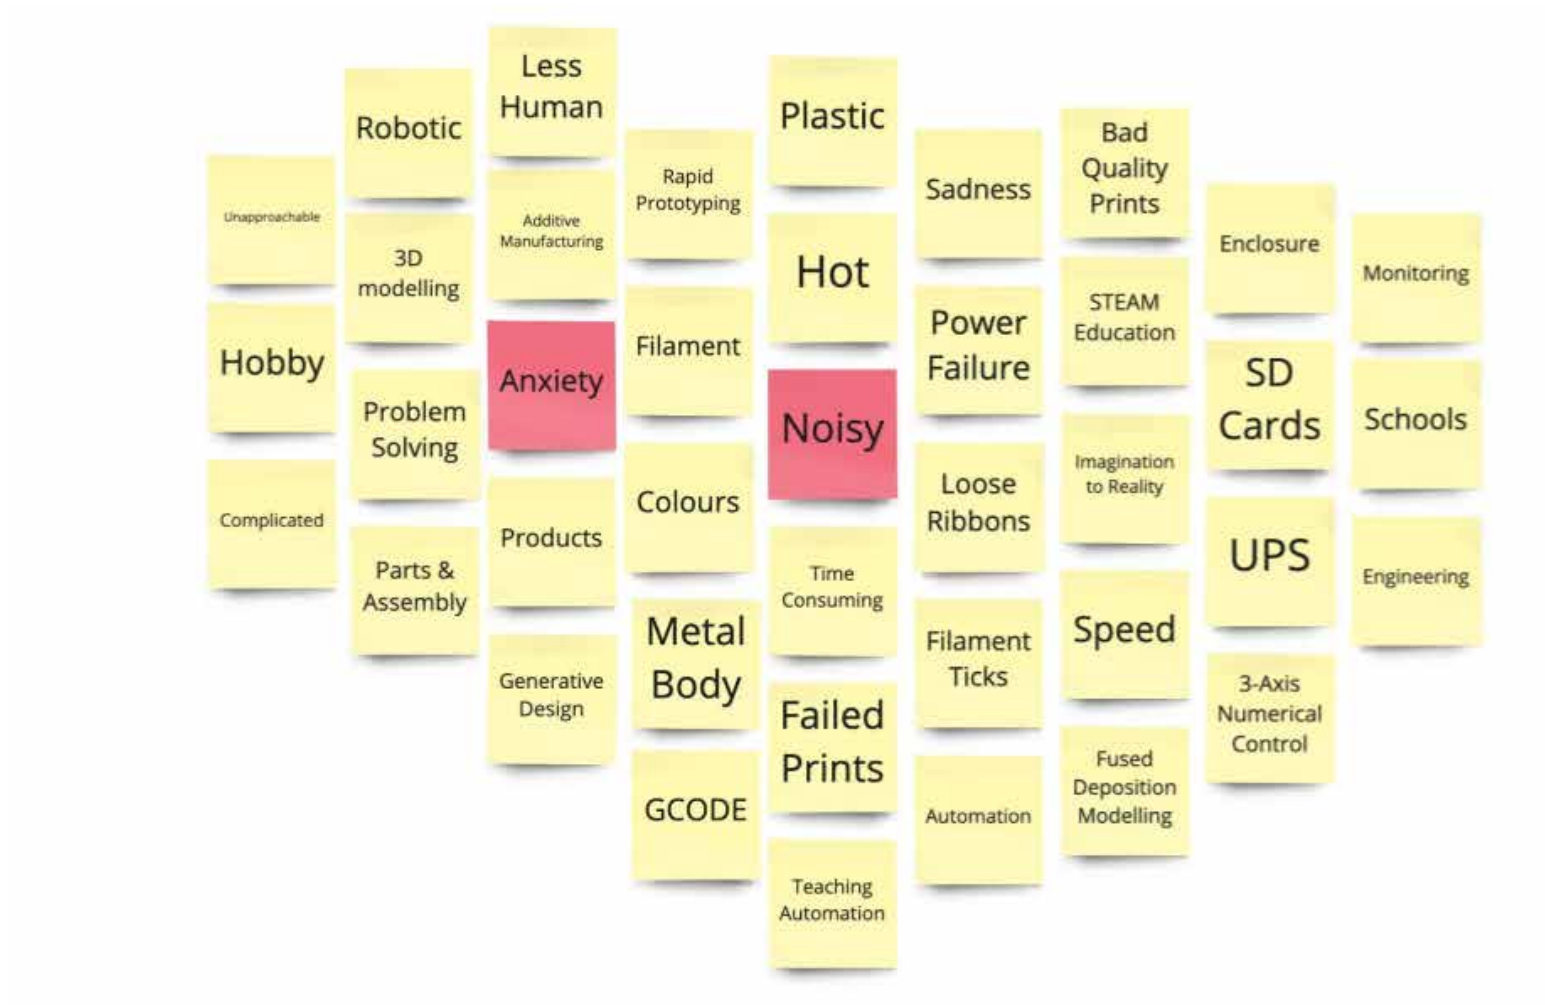 Unapproachable
Hobby
Complicated
Robotic
3D
modelling
Problem
Solving
Parts &
Assembly
Less
Human
Additive
Manufacturing
Anxiety
Products
Generative
Design
Rapid
Prototyping
Filament
Colours
Metal
Body
GCODE
Plastic
Hot
Noisy
Time
Consuming
Failed
Prints
Teaching
Automation
Sadness
Power
Failure
Loose
Ribbons
Filament
Ticks
Automation
Bad
Quality
Prints
STEAM
Education
Imagination
to Reality
Speed
Fused
Deposition
Modelling
Enclosure
SD
Cards
UPS
3-Axis
Numerical
Control
Monitoring
Schools
Engineering